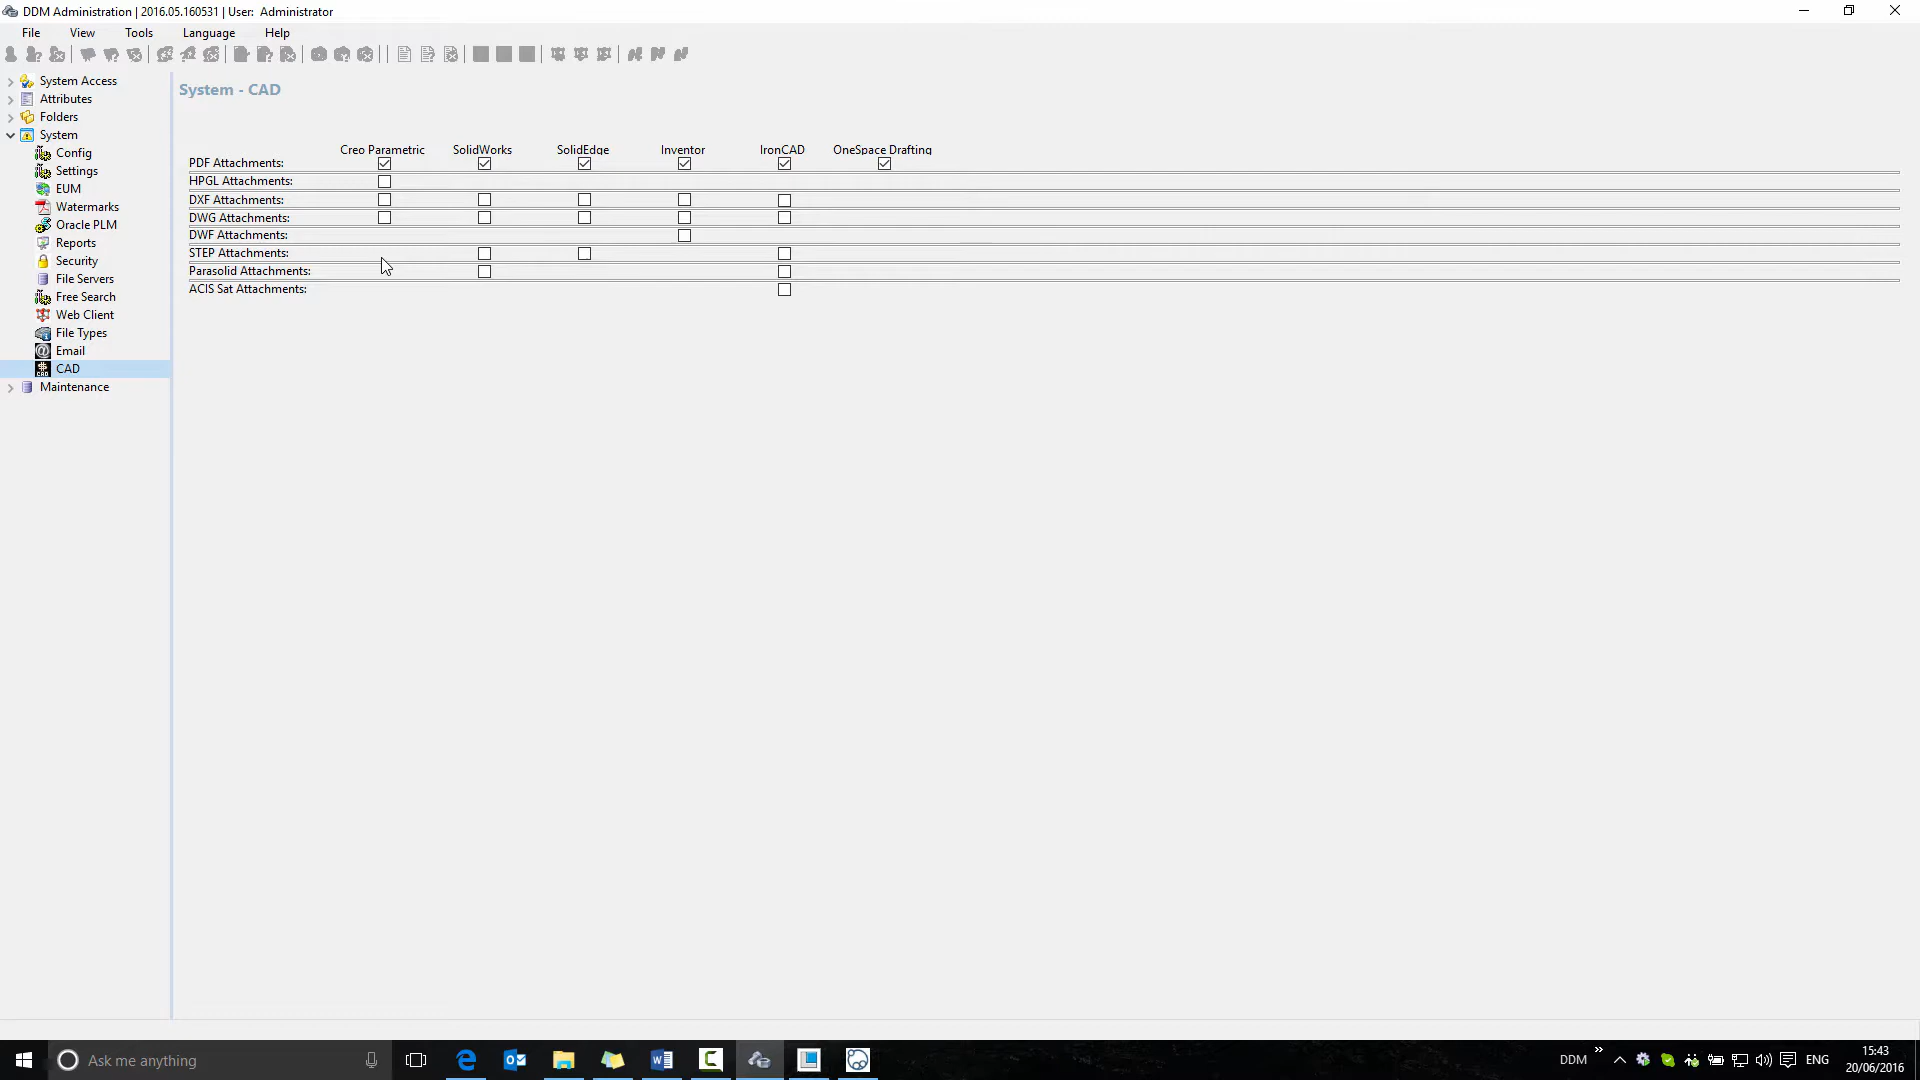 DDM Administration | 2016.05.160531 | User: Administrator
File View Tools Language Help
System Access
Attributes
Folders
System
Config
Settings
EUM
Watermarks
Oracle PLM
Reports
Security
File Servers
Free Search
Web Client
File Types
Email
CAD
Maintenance
System - CAD
Creo Parametric SolidWorks SolidEdge Inventor IronCAD OneSpace Drafting
PDF Attachments:
HPGL Attachments:
DXF Attachments:
DWG Attachments:
DWF Attachments:
STEP Attachments:
Parasolid Attachments:
ACIS Sat Attachments:
Ask me anything
DDM
ENG
15:43
20/06/2016